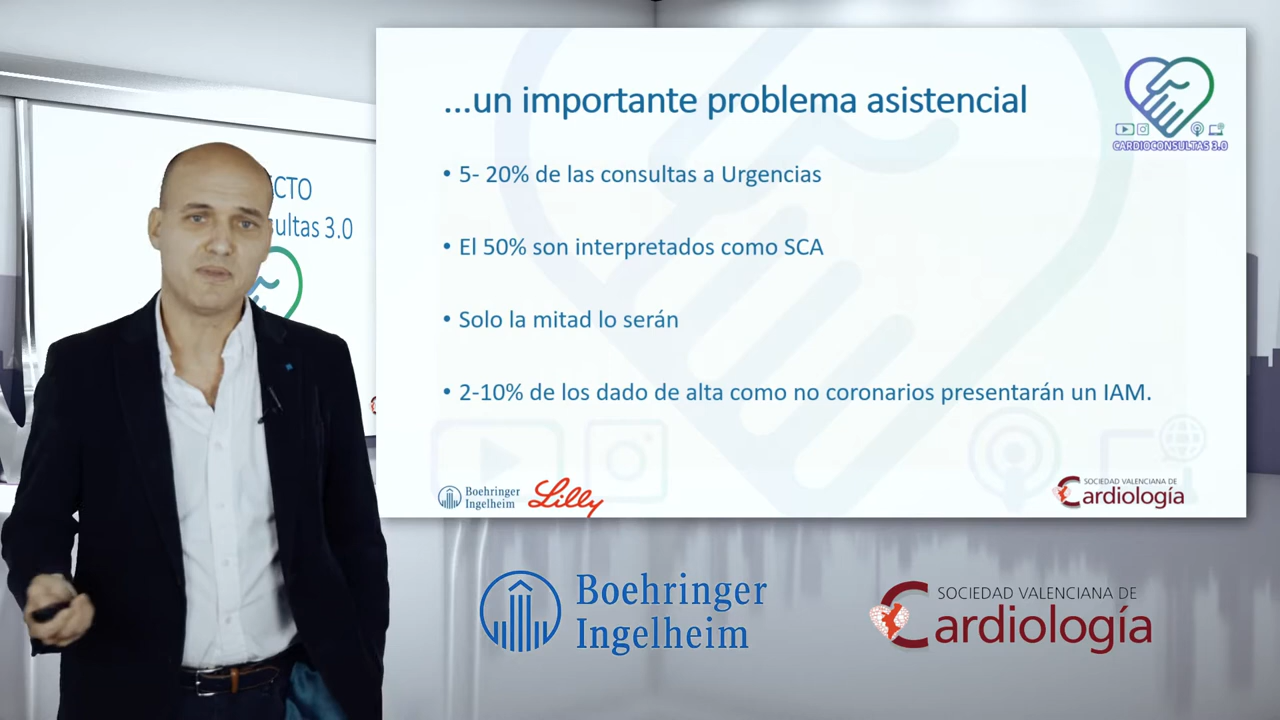 ...un importante problema asistencial
CARDIOCONSULTAS 3.0
• 5- 20% de las consultas a Urgencias
• El 50% son interpretados como SCA
• Solo la mitad lo serán
• 2-10% de los dado de alta como no coronarios presentarán un IAM.
Boehringer
Ingelheim
Lilly
SOCIEDAD VALENCIANA DE
Cardiología
CTO
sultas 3.0
Boehringer
Ingelheim
SOCIEDAD VALENCIANA DE
Cardiología